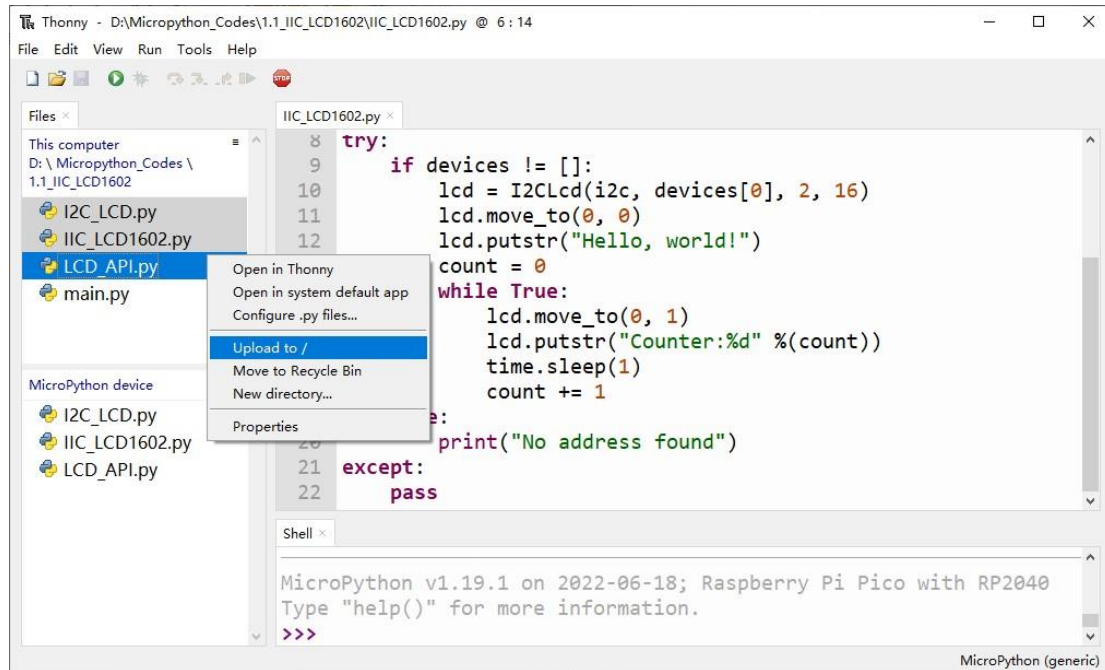 Thonny - D:\Micropython_Codes\1.1_IIC_LCD1602\IIC_LCD1602.py @ 6:14
File Edit View Run Tools Help
STOP
Files
This computer
D: \ Micropython_Codes \
1.1_IIC_LCD1602
I2C_LCD.py
IIC_LCD1602.py
LCD_API.py
main.py
MicroPython device
I2C_LCD.py
IIC_LCD1602.py
LCD_API.py
Open in Thonny
Open in system default app
Configure .py files...
Upload to /
Move to Recycle Bin
New directory...
Properties
IIC_LCD1602.py
8 try:
9 if devices != []:
10 lcd = I2CLcd(i2c, devices[0], 2, 16)
11 lcd.move_to(0, 0)
12 lcd.putstr("Hello, world!")
count = 0
while True:
lcd.move_to(0, 1)
lcd.putstr("Counter:%d" %(count))
time.sleep(1)
count += 1
e:
20 print("No address found")
21 except:
22 pass
Shell
MicroPython v1.19.1 on 2022-06-18; Raspberry Pi Pico with RP2040
Type "help()" for more information.
>>>
MicroPython (generic)